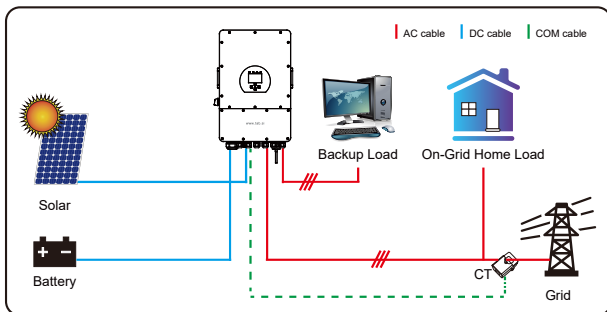 AC cable
DC cable
COM cable
Backup Load
On-Grid Home Load
Solar
Battery
CT
Grid